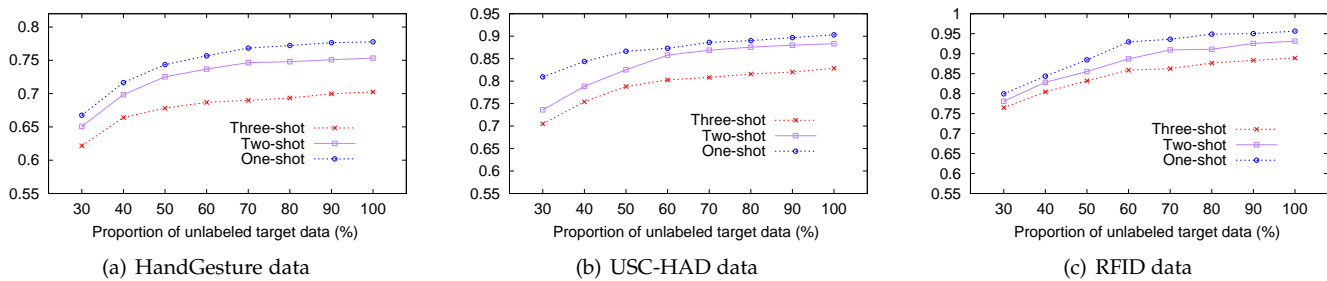 0.8
0.75
0.7
0.65
0.6
0.55
Three-shot
Two-shot
One-shot
30 40 50 60 70 80 90 100
Proportion of unlabeled target data (%)
(a) HandGesture data
0.95
0.9
0.85
0.8
0.75
0.7
0.65
0.6
0.55
Three-shot
Two-shot
One-shot
30 40 50 60 70 80 90 100
Proportion of unlabeled target data (%)
(b) USC-HAD data
1
0.95
0.9
0.85
0.8
0.75
0.7
0.65
0.6
0.55
Three-shot
Two-shot
One-shot
30 40 50 60 70 80 90 100
Proportion of unlabeled target data (%)
(c) RFID data